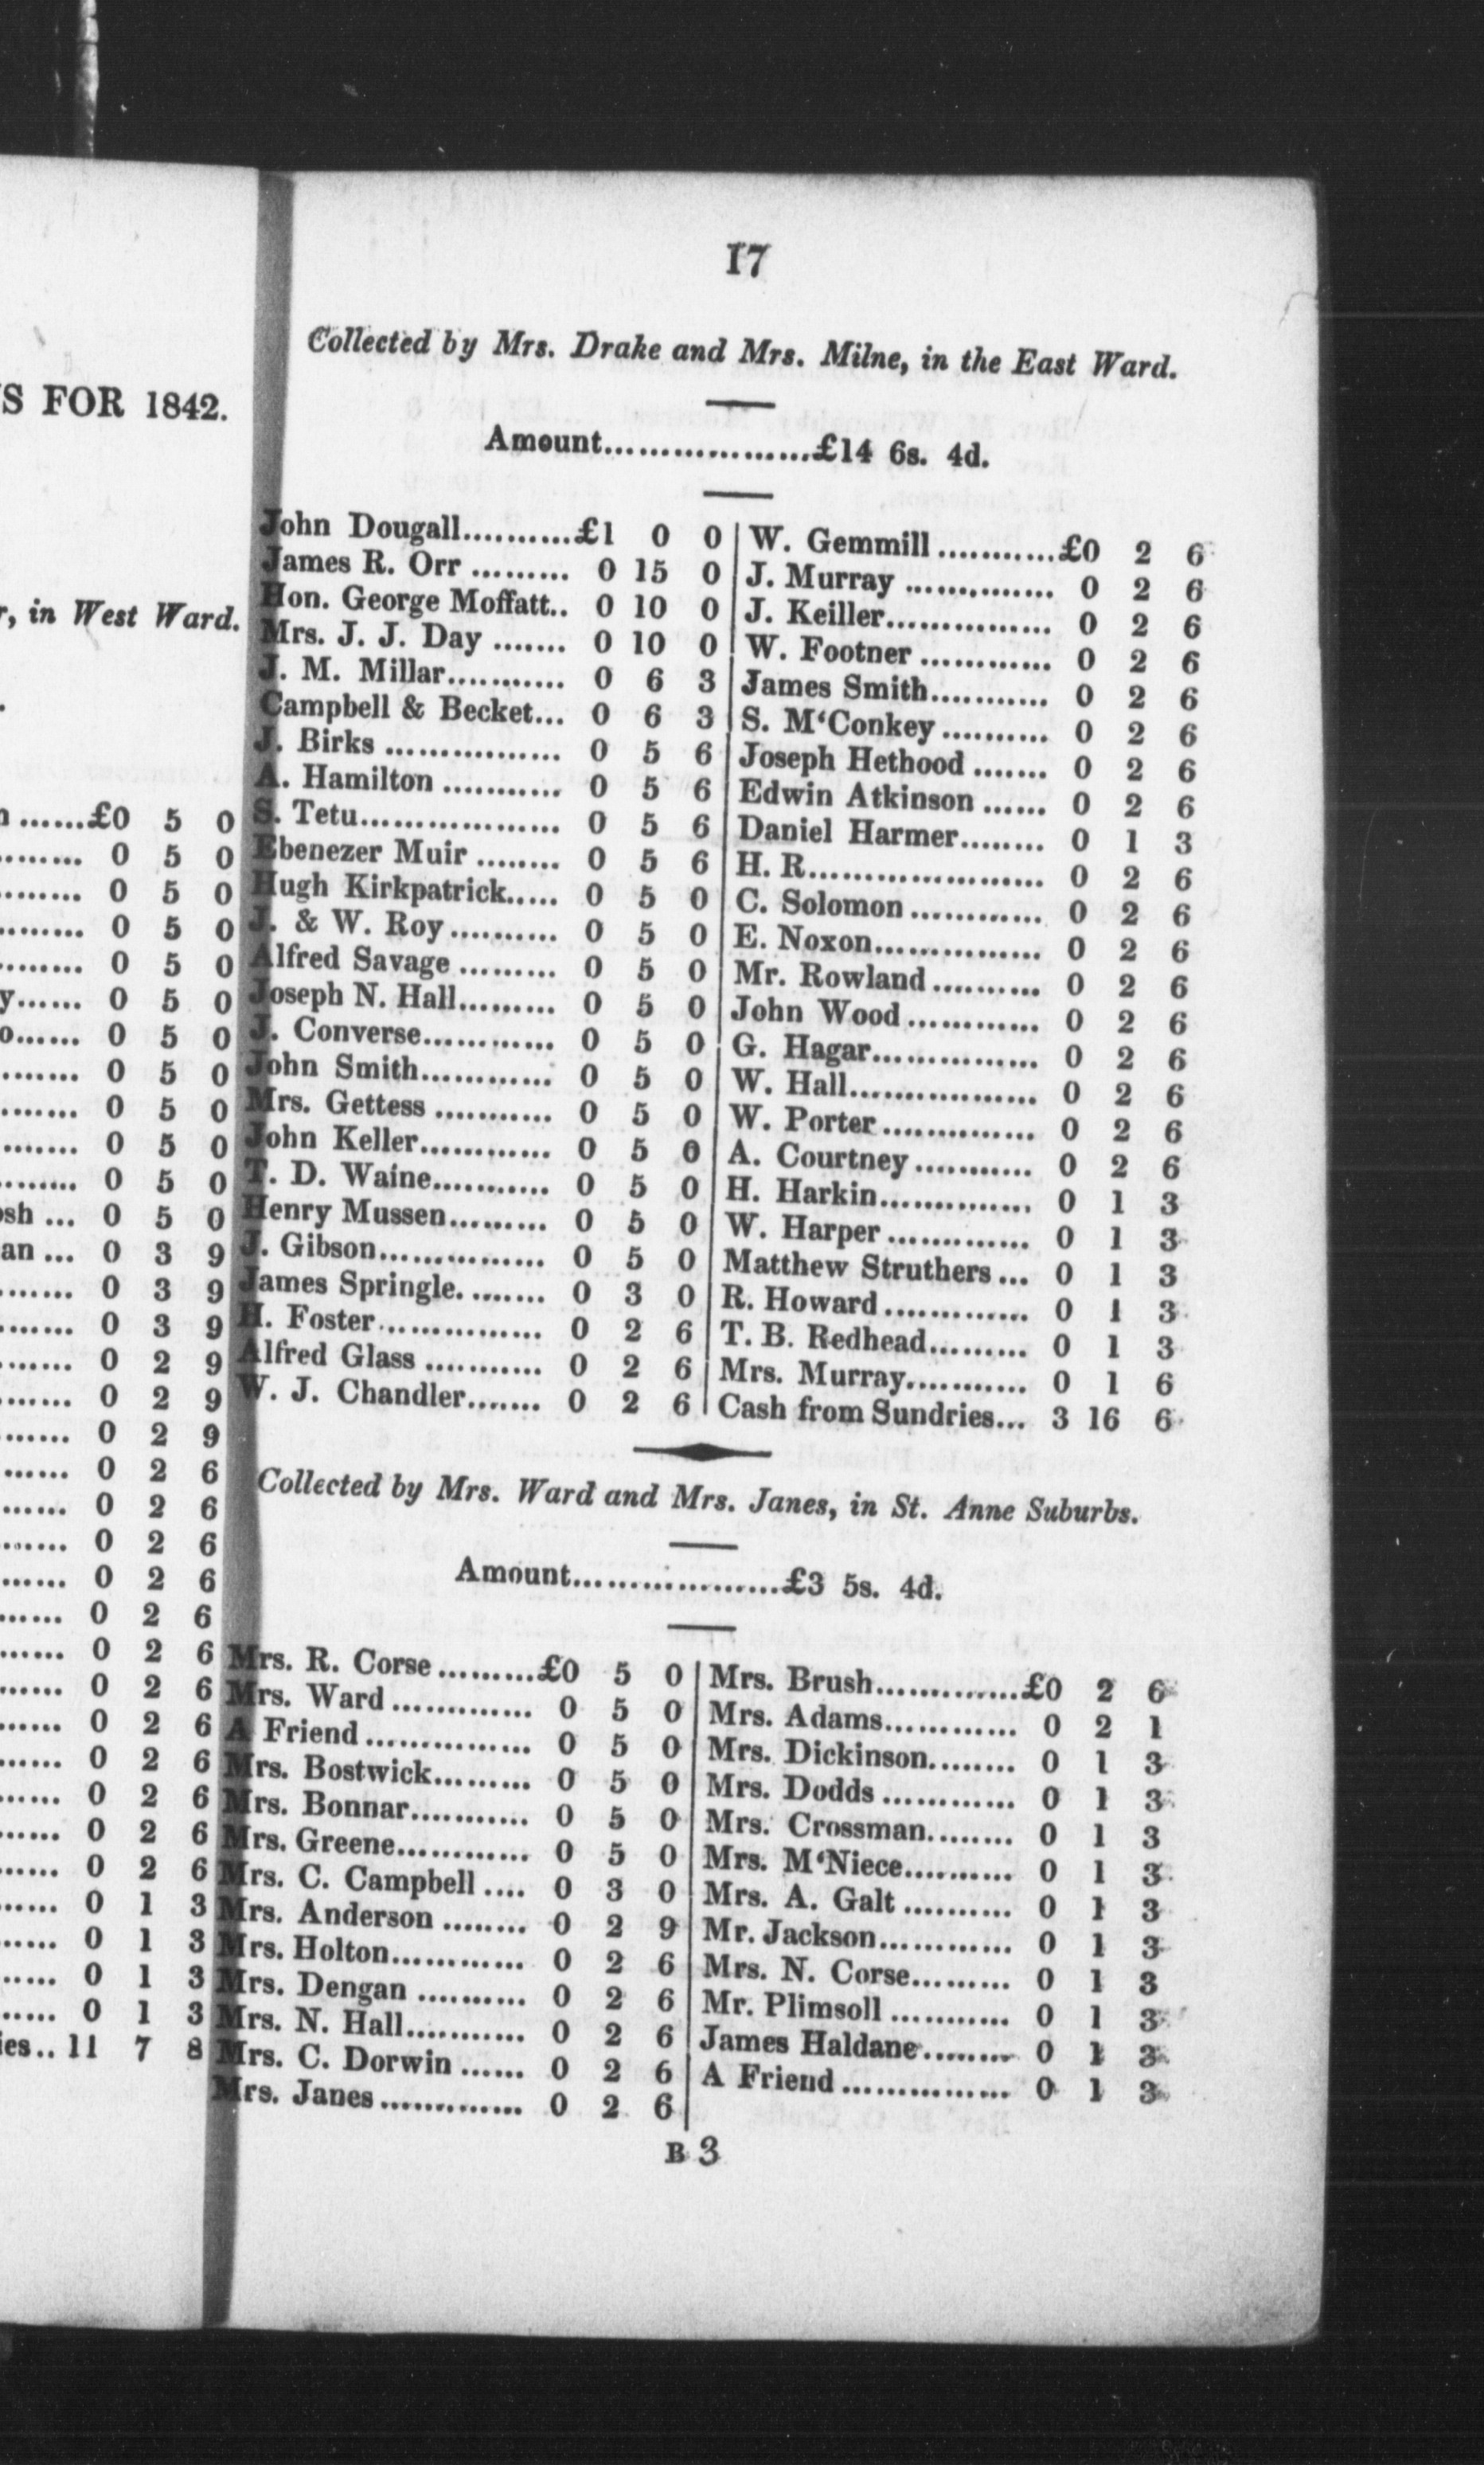 S FOR 1842.
, in West Ward.
......£0 5 0
........ 0 5 0
........ 0 5 0
........ 0 5 0
........ 0 5 0
y...... 0 5 0
o...... 0 5 0
........ 0 5 0
........ 0 5 0
........ 0 5 0
........ 0 5 0
osh ... 0 5 0
an ... 0 3 9
....... 0 3 9
....... 0 3 9
....... 0 2 9
....... 0 2 9
...... 0 2 9
...... 0 2 6
...... 0 2 6
...... 0 2 6
...... 0 2 6
...... 0 2 6
...... 0 2 6
...... 0 2 6
...... 0 2 6
...... 0 2 6
...... 0 2 6
...... 0 2 6
...... 0 2 6
...... 0 1 3
...... 0 1 3
...... 0 1 3
...... 0 1 3
ies.. 11 7 8
17
Collected by Mrs. Drake and Mrs. Milne, in the East Ward.
Amount...................£14 6s. 4d.
John Dougall...........£1 0 0
James R. Orr ......... 0 15 0
Hon. George Moffatt.. 0 10 0
Mrs. J. J. Day ....... 0 10 0
J. M. Millar........... 0 6 3
Campbell & Becket... 0 6 3
J. Birks ................ 0 5 6
A. Hamilton ........... 0 5 6
S. Tetu.................. 0 5 6
Ebenezer Muir ........ 0 5 6
Hugh Kirkpatrick..... 0 5 0
J. & W. Roy.......... 0 5 0
Alfred Savage ......... 0 5 0
Joseph N. Hall......... 0 5 0
J. Converse............ 0 5 0
John Smith............ 0 5 0
Mrs. Gettess ........... 0 5 0
John Keller............ 0 5 0
T. D. Waine........... 0 5 0
Henry Mussen......... 0 5 0
J. Gibson............... 0 5 0
James Springle. ....... 0 3 0
H. Foster............... 0 2 6
Alfred Glass ........... 0 2 6
W. J. Chandler....... 0 2 6
W. Gemmill ...........£0 2 6
J. Murray .............. 0 2 6
J. Keiller............... 0 2 6
W. Footner ............ 0 2 6
James Smith........... 0 2 6
S. M‘Conkey .......... 0 2 6
Joseph Hethood ....... 0 2 6
Edwin Atkinson ...... 0 2 6
Daniel Harmer........ 0 1 3
H. R..................... 0 2 6
C. Solomon ............ 0 2 6
E. Noxon............... 0 2 6
Mr. Rowland .......... 0 2 6
John Wood ............ 0 2 6
G. Hagar............... 0 2 6
W. Hall................. 0 2 6
W. Porter .............. 0 2 6
A. Courtney ........... 0 2 6
H. Harkin.............. 0 1 3
W. Harper ............. 0 1 3
Matthew Struthers ... 0 1 3
R. Howard ............. 0 1 3
T. B. Redhead......... 0 1 3
Mrs. Murray........... 0 1 6
Cash from Sundries... 3 16 6
Collected by Mrs. Ward and Mrs. Janes, in St. Anne Suburbs.
Amount...................£3 5s. 4d.
Mrs. R. Corse .........£0 5 0
Mrs. Ward ............. 0 5 0
A Friend ............... 0 5 0
Mrs. Bostwick......... 0 5 0
Mrs. Bonnar........... 0 5 0
Mrs. Greene............ 0 5 0
Mrs. C. Campbell .... 0 3 0
Mrs. Anderson ........ 0 2 9
Mrs. Holton............ 0 2 6
Mrs. Dengan .......... 0 2 6
Mrs. N. Hall........... 0 2 6
Mrs. C. Dorwin ...... 0 2 6
Mrs. Janes ............. 0 2 6
Mrs. Brush.............£0 2 6
Mrs. Adams............ 0 2 1
Mrs. Dickinson........ 0 1 3
Mrs. Dodds ............ 0 1 3
Mrs. Crossman........ 0 1 3
Mrs. M‘Niece.......... 0 1 3
Mrs. A. Galt .......... 0 1 3
Mr. Jackson............ 0 1 3
Mrs. N. Corse......... 0 1 3
Mr. Plimsoll ........... 0 1 3
James Haldane........ 0 1 3
A Friend ............... 0 1 3
B 3